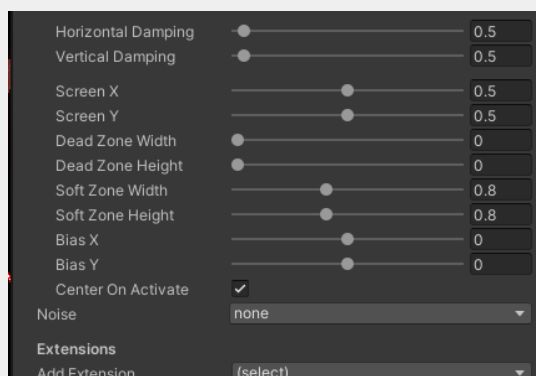 Horizontal Damping 0.5
Vertical Damping 0.5
Screen X 0.5
Screen Y 0.5
Dead Zone Width 0
Dead Zone Height 0
Soft Zone Width 0.8
Soft Zone Height 0.8
Bias X 0
Bias Y 0
Center On Activate
Noise none
Extensions
Add Extension (select)